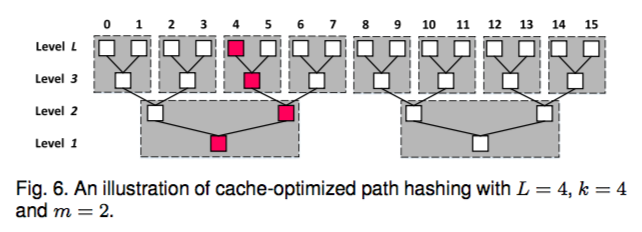 0 1 2 3 4 5 6 7 8 9 10 11 12 13 14 15
Level L
Level 3
Level 2
Level 1
Fig. 6. An illustration of cache-optimized path hashing with L = 4, k = 4
and m = 2.